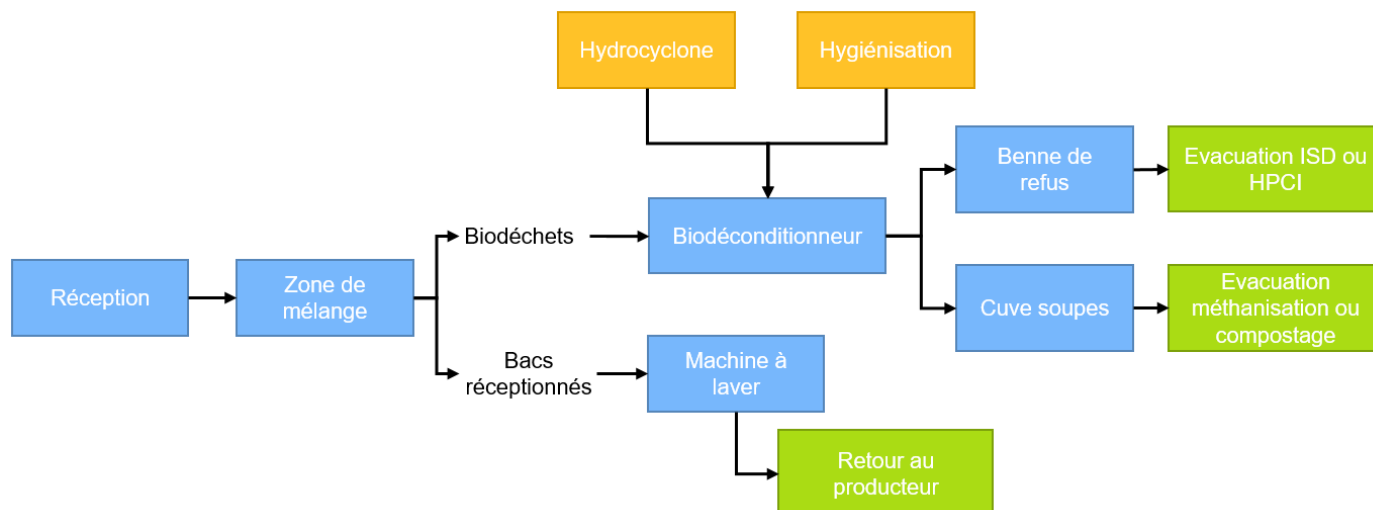 Hydrocyclone
Hygiénisation
Benne de
refus
Evacuation ISD ou
HPCI
Biodéchets
Biodéconditionneur
Réception
Zone de
mélange
Cuve soupes
Evacuation
méthanisation ou
compostage
Bacs
réceptionnés
Machine à
laver
Retour au
producteur